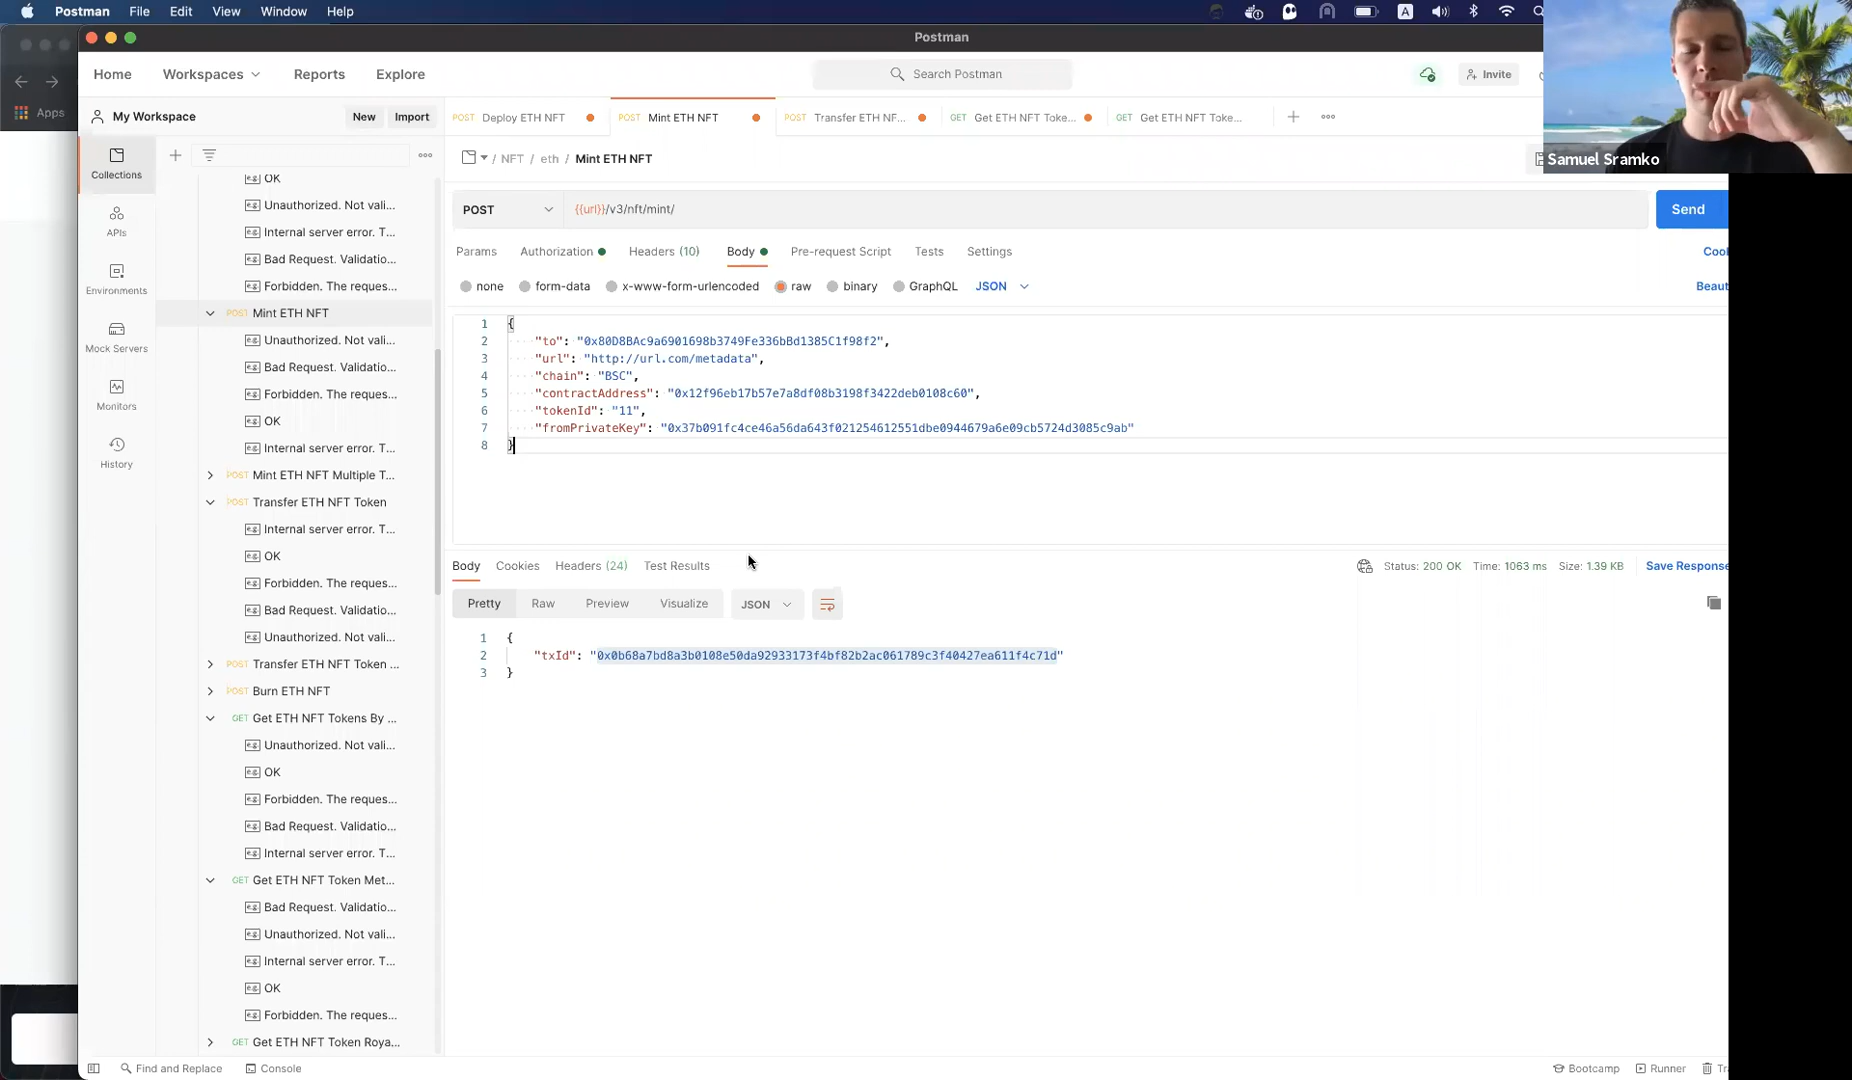 Postman File Edit View Window Help
A
Postman
Home Workspaces Reports Explore
Search Postman
Invite
Samuel Sramko
Apps
My Workspace New Import
POST Deploy ETH NFT
POST Mint ETH NFT
POST Transfer ETH NF...
GET Get ETH NFT Toke...
GET Get ETH NFT Toke...
Collections
APIs
Environments
Mock Servers
Monitors
History
OK
Unauthorized. Not vali...
Internal server error. T...
Bad Request. Validatio...
Forbidden. The reques...
POST Mint ETH NFT
Unauthorized. Not vali...
Bad Request. Validatio...
Forbidden. The reques...
OK
Internal server error. T...
POST Mint ETH NFT Multiple T...
POST Transfer ETH NFT Token
Internal server error. T...
OK
Forbidden. The reques...
Bad Request. Validatio...
Unauthorized. Not vali...
POST Transfer ETH NFT Token ...
POST Burn ETH NFT
GET Get ETH NFT Tokens By ...
Unauthorized. Not vali...
OK
Forbidden. The reques...
Bad Request. Validatio...
Internal server error. T...
GET Get ETH NFT Token Met...
Bad Request. Validatio...
Unauthorized. Not vali...
Internal server error. T...
OK
Forbidden. The reques...
GET Get ETH NFT Token Roya...
/ NFT / eth / Mint ETH NFT
POST {{url}}/v3/nft/mint/ Send
Params Authorization Headers (10) Body Pre-request Script Tests Settings Cool
none form-data x-www-form-urlencoded raw binary GraphQL JSON Beaut
1 {
2 "to": "0x80D8BAc9a6901698b3749Fe336bBd1385C1f98f2",
3 "url": "http://url.com/metadata",
4 "chain": "BSC",
5 "contractAddress": "0x12f96eb17b57e7a8df08b3198f3422deb0108c60",
6 "tokenId": "11",
7 "fromPrivateKey": "0x37b091fc4ce46a56da643f021254612551dbe0944679a6e09cb5724d3085c9ab"
8 }
Body Cookies Headers (24) Test Results Status: 200 OK Time: 1063 ms Size: 1.39 KB Save Response
Pretty Raw Preview Visualize JSON
1 {
2 "txId": "0x0b68a7bd8a3b0108e50da92933173f4bf82b2ac061789c3f40427ea611f4c71d"
3 }
Find and Replace Console Bootcamp Runner Tr